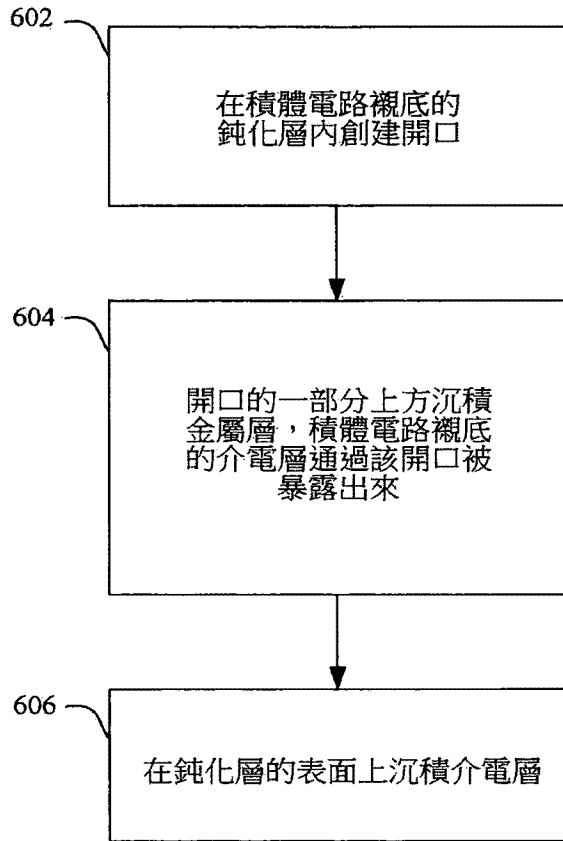 602
在積體電路襯底的
鈍化層內創建開口
604
開口的一部分上方沉積
金屬層，積體電路襯底
的介電層通過該開口被
暴露出來
606
在鈍化層的表面上沉積介電層